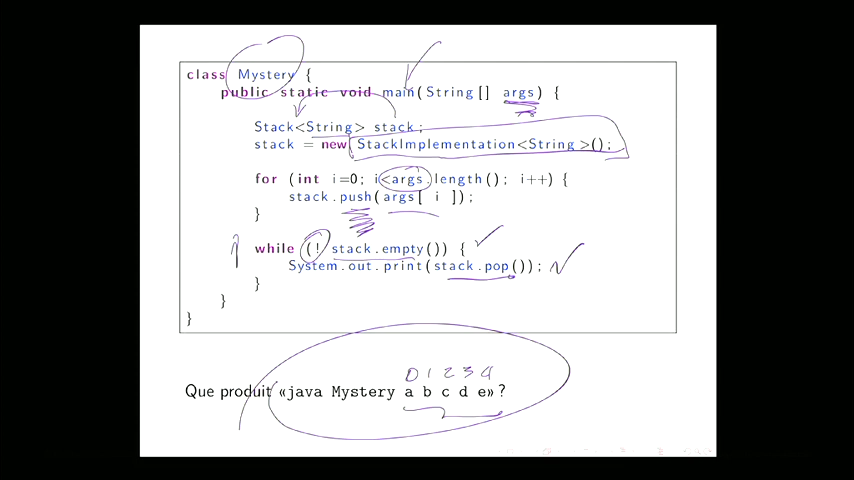 class Mystery {
public static void main(String[] args) {
Stack<String> stack;
stack = new StackImplementation<String>();
for (int i=0; i<args.length(); i++) {
stack.push(args[ i ]);
}
while (! stack.empty()) {
System.out.print(stack.pop());
}
}
}
0 1 2 3 4
Que produit «java Mystery a b c d e» ?